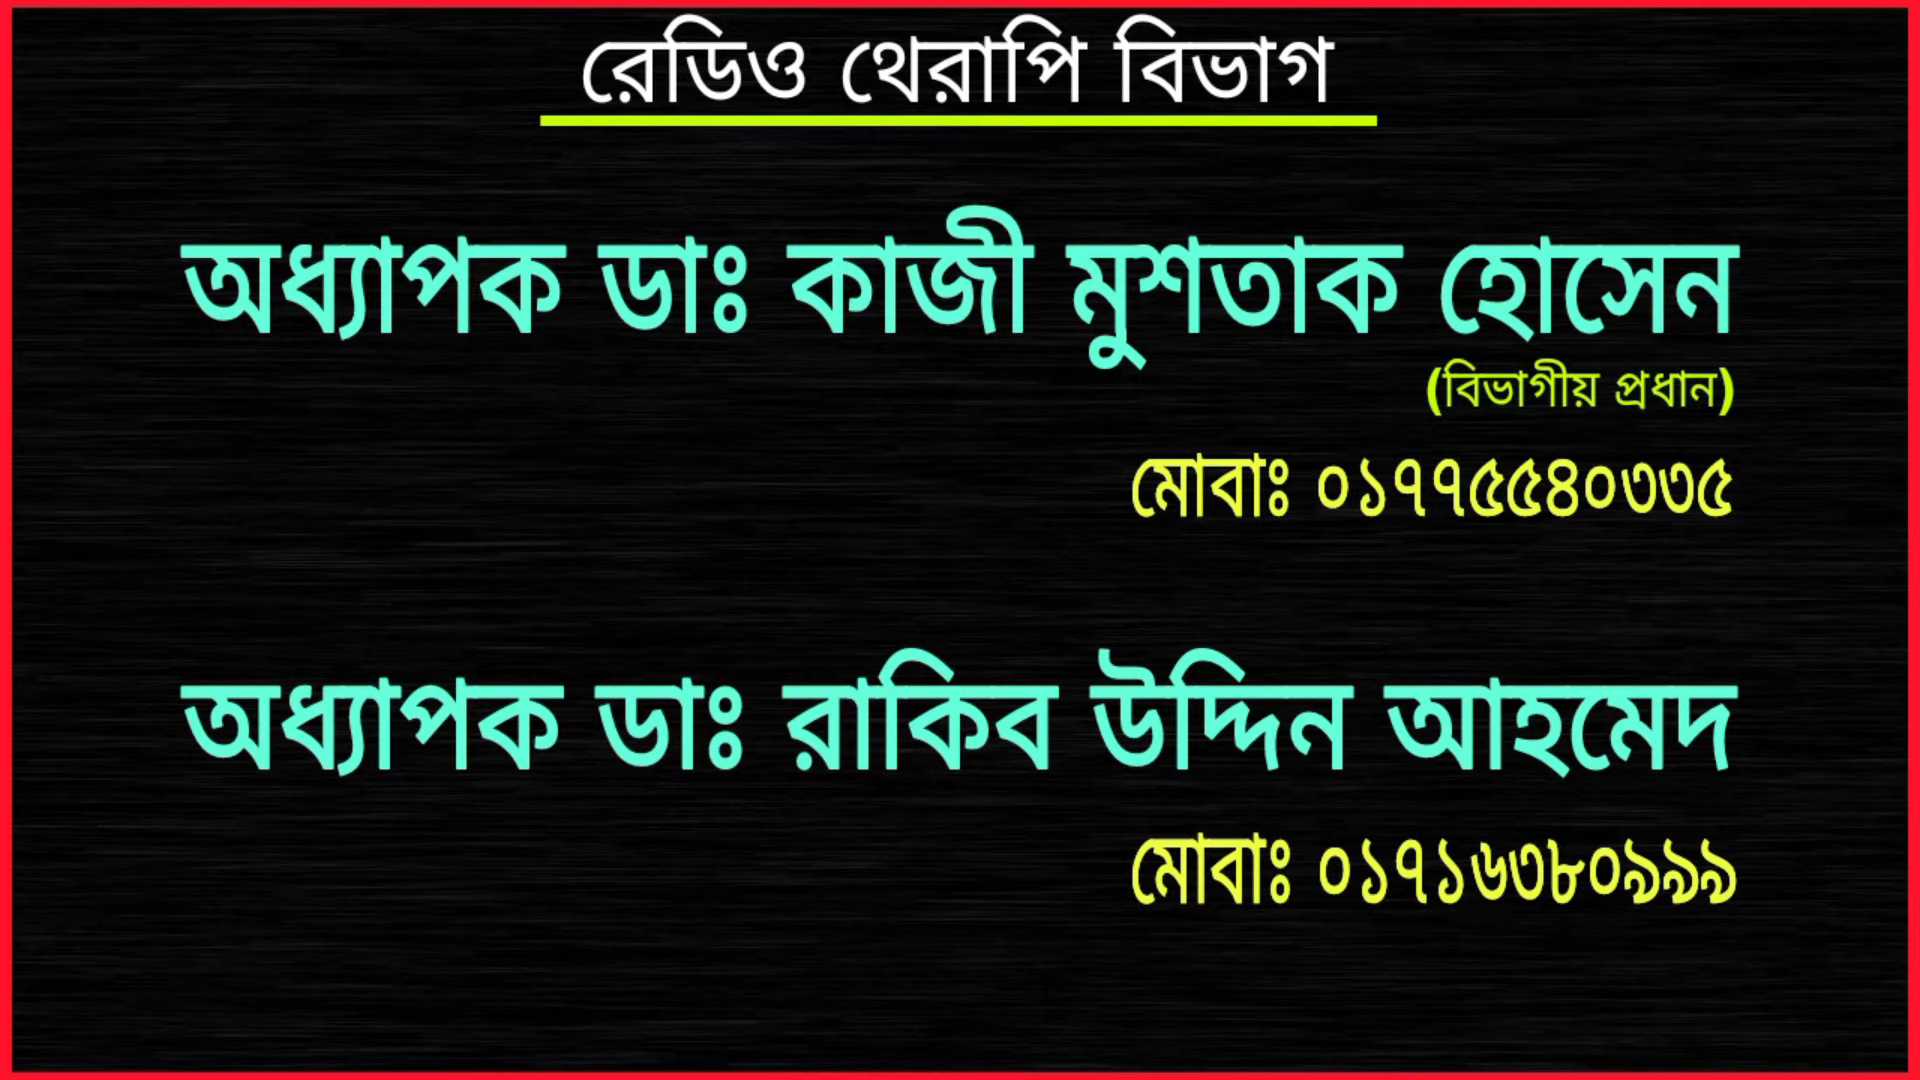 রেডিও থেরাপি বিভাগ
অধ্যাপক ডাঃ কাজী মুশতাক হোসেন
(বিভাগীয় প্রধান)
মোবাঃ ০১৭৭৫৫৪০৩৩৫
অধ্যাপক ডাঃ রাকিব উদ্দিন আহমেদ
মোবাঃ ০১৭১৬৩৮০৯৯৯